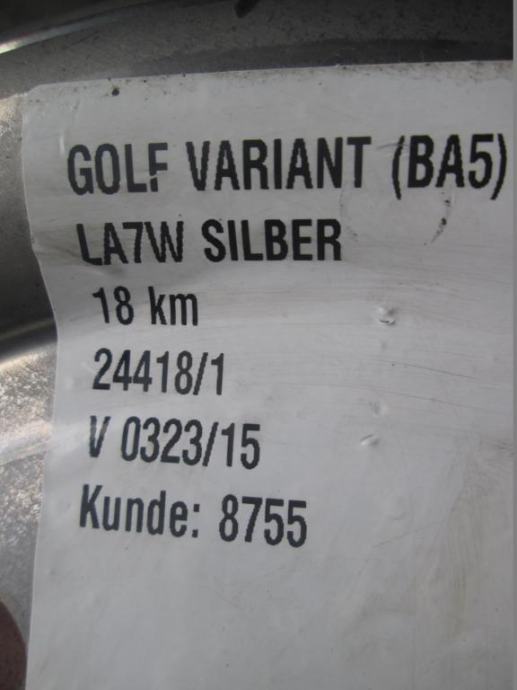 GOLF VARIANT (BA5)
LA7W SILBER
18 km
24418/1
V 0323/15
Kunde: 8755